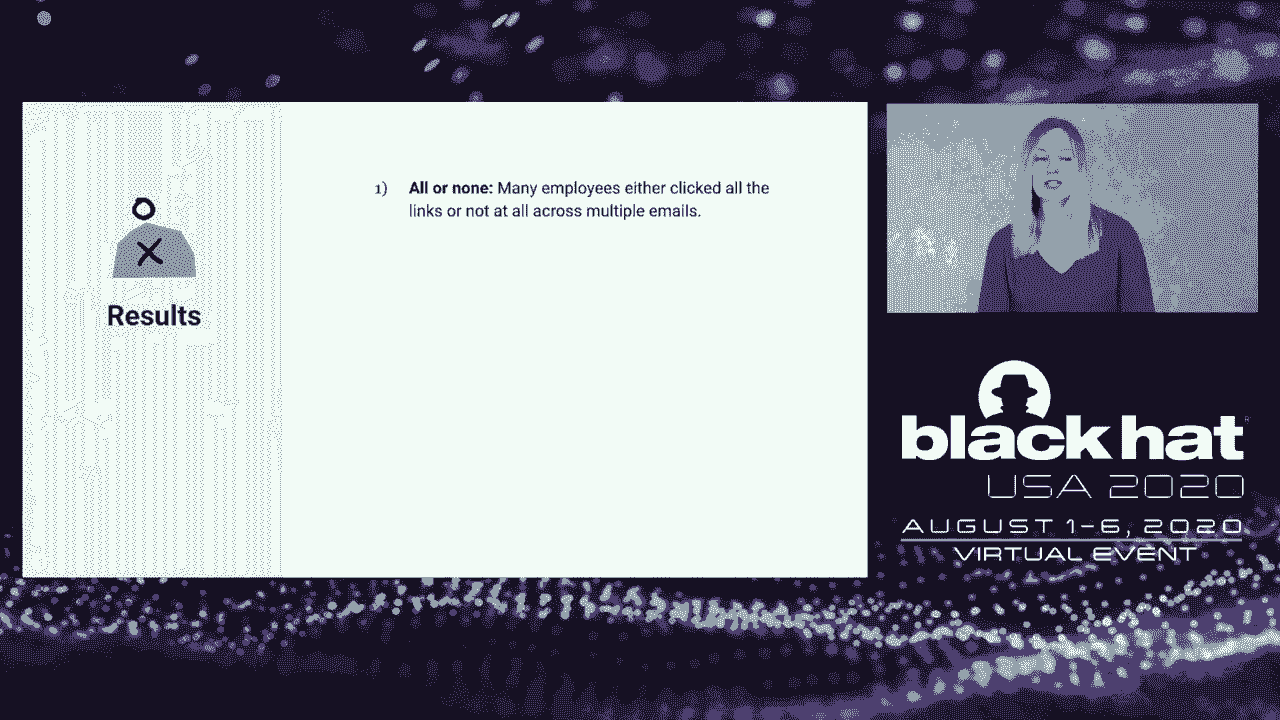 1) All or none: Many employees either clicked all the
links or not at all across multiple emails.
Results
black hat
USA 2020
AUGUST 1-6, 2020
VIRTUAL EVENT